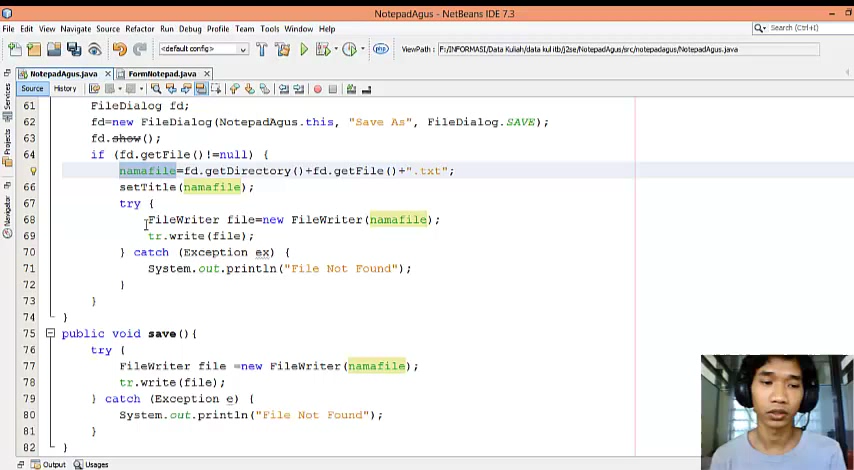 NotepadAgus - NetBeans IDE 7.3
File Edit View Navigate Source Refactor Run Debug Profile Team Tools Window Help
Search (Ctrl+I)
<default config>
ViewPath : F:/INFORMASI/Data Kuliah/data kul itb/j2se/NotepadAgus/src/notepadagus/NotepadAgus.java
NotepadAgus.java FormNotepad.java
Source History
Services
Projects
Navigator
61 FileDialog fd;
62 fd=new FileDialog(NotepadAgus.this, "Save As", FileDialog.SAVE);
63 fd.show();
64 if (fd.getFile()!=null) {
namafile=fd.getDirectory()+fd.getFile()+".txt";
66 setTitle(namafile);
67 try {
68 FileWriter file=new FileWriter(namafile);
69 tr.write(file);
70 } catch (Exception ex) {
71 System.out.println("File Not Found");
72 }
73 }
74 }
75 public void save(){
76 try {
77 FileWriter file =new FileWriter(namafile);
78 tr.write(file);
79 } catch (Exception e) {
80 System.out.println("File Not Found");
81 }
82 }
Output Usages